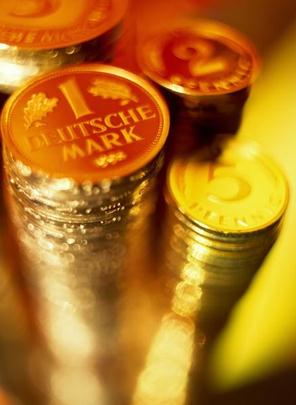 2
PFENNIG
1
DEUTSCHE
MARK
5
PFENNIG